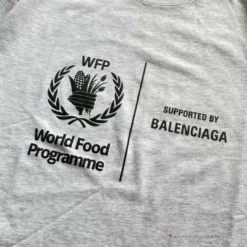 WFP
World Food
Programme
SUPPORTED BY
BALENCIAGA